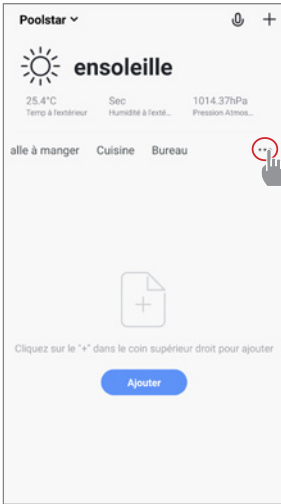 Poolstar
ensoleille
25.4°C Sec 1014.37hPa
Temp à l'extérieur Humidité à l'exté... Pression Atmos...
alle à manger Cuisine Bureau ...
Cliquez sur le "+" dans le coin supérieur droit pour ajouter
Ajouter